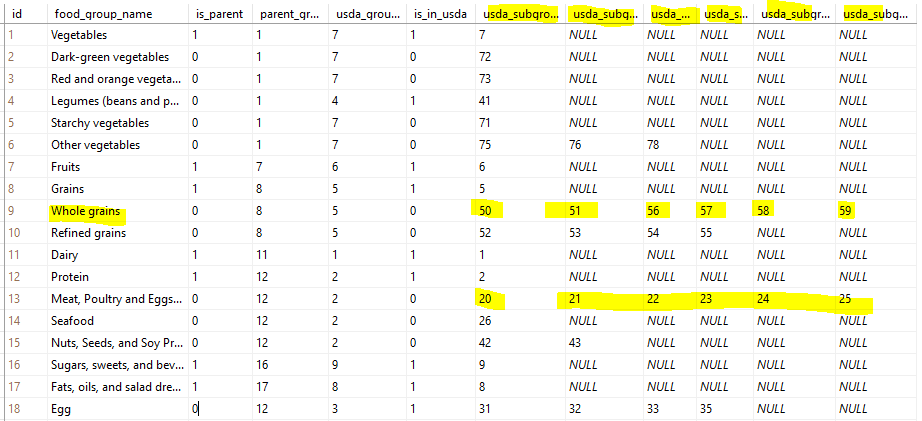 id food_group_name is_parent parent_gr... usda_grou... is_in_usda usda_subgro... usda_subg... usda_... usda_s... usda_subgr... usda_subg...
1 Vegetables 1 1 7 1 7 NULL NULL NULL NULL NULL
2 Dark-green vegetables 0 1 7 0 72 NULL NULL NULL NULL NULL
3 Red and orange vegeta... 0 1 7 0 73 NULL NULL NULL NULL NULL
4 Legumes (beans and p... 0 1 4 0 41 NULL NULL NULL NULL NULL
5 Starchy vegetables 0 1 7 0 71 NULL NULL NULL NULL NULL
6 Other vegetables 0 1 7 0 75 76 78 NULL NULL NULL
7 Fruits 1 7 6 1 6 NULL NULL NULL NULL NULL
8 Grains 1 8 5 1 5 NULL NULL NULL NULL NULL
9 Whole grains 0 8 5 0 50 51 56 57 58 59
10 Refined grains 0 8 5 0 52 53 54 55 NULL NULL
11 Dairy 1 11 1 1 1 NULL NULL NULL NULL NULL
12 Protein 1 12 2 1 2 NULL NULL NULL NULL NULL
13 Meat, Poultry and Eggs... 0 12 2 0 20 21 22 23 24 25
14 Seafood 0 12 2 0 26 NULL NULL NULL NULL NULL
15 Nuts, Seeds, and Soy Pr... 0 12 2 0 42 43 NULL NULL NULL NULL
16 Sugars, sweets, and bev... 1 16 9 1 9 NULL NULL NULL NULL NULL
17 Fats, oils, and salad dre... 1 17 8 1 8 NULL NULL NULL NULL NULL
18 Egg 0 12 3 1 31 32 33 35 NULL NULL